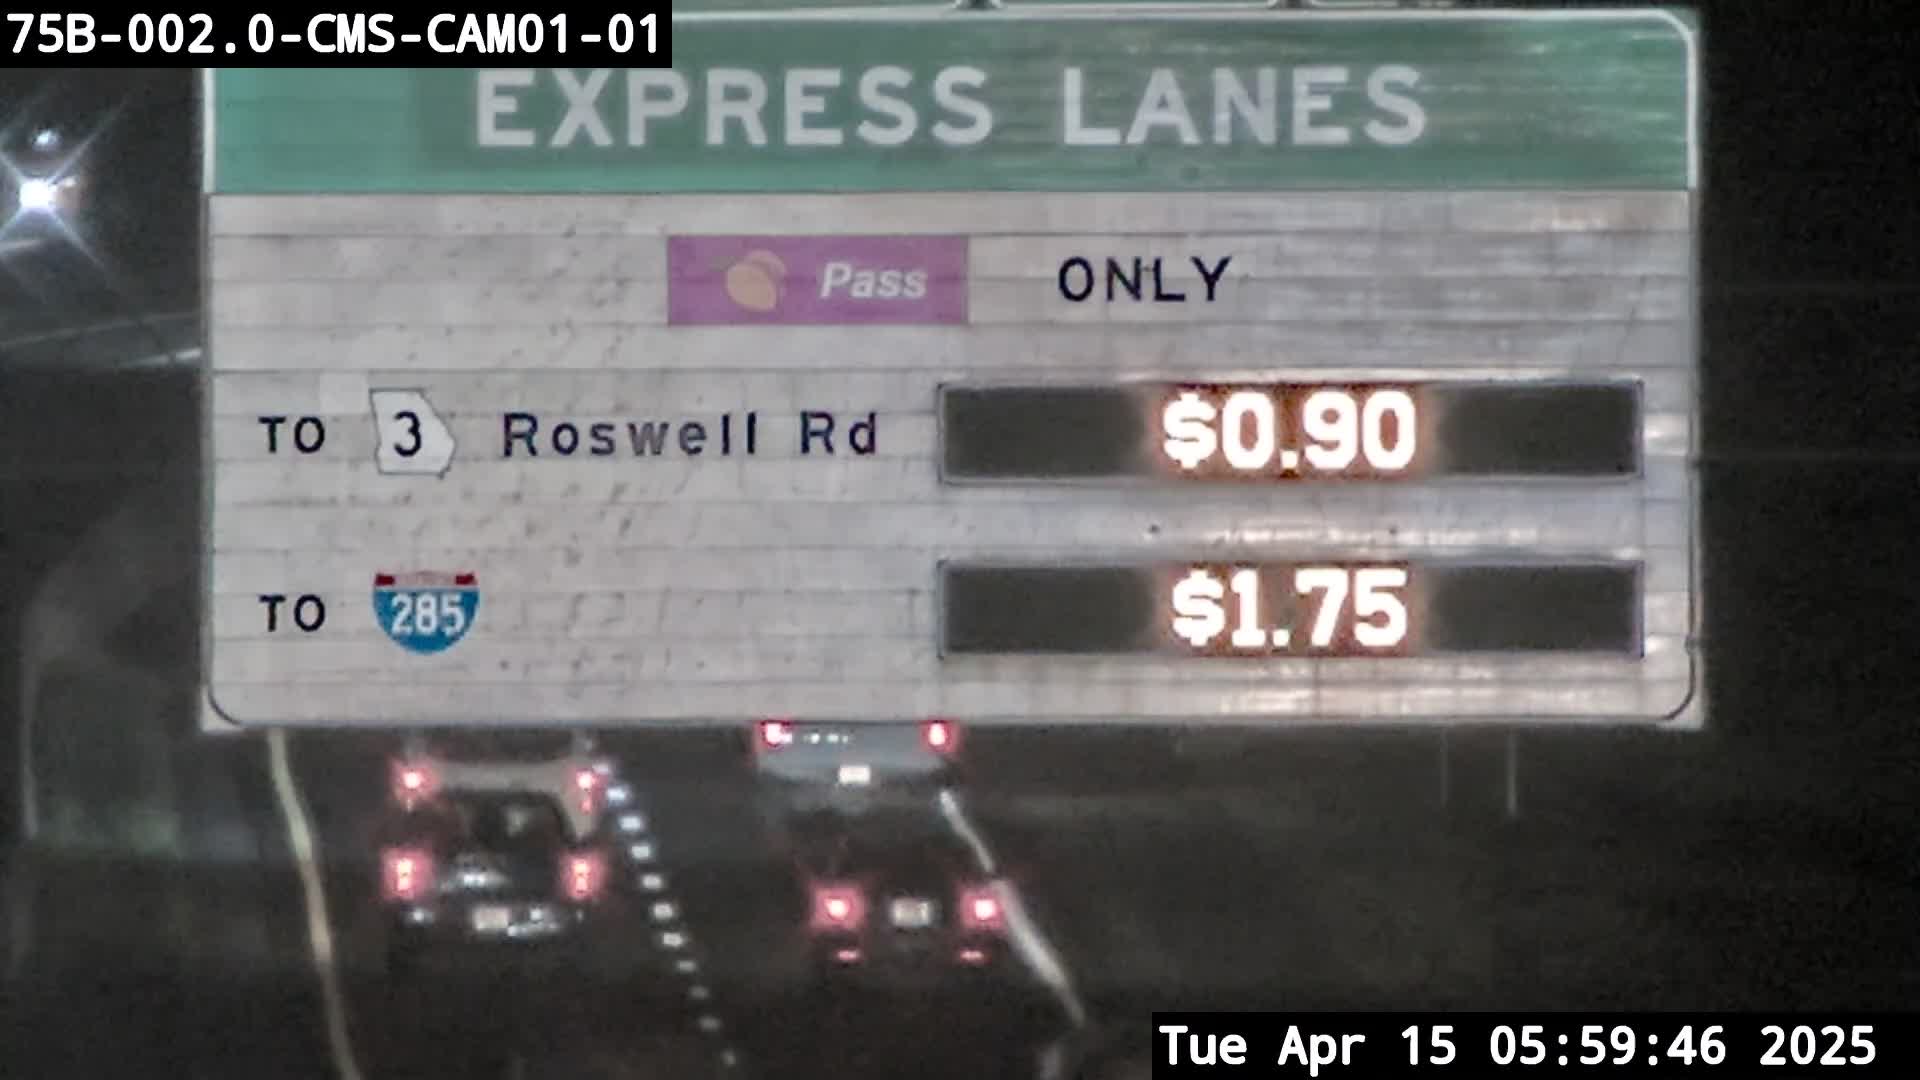 75B-002.0-CMS-CAM01-01
EXPRESS LANES
Pass ONLY
TO 3 Roswell Rd $0.90
TO 285 $1.75
Tue Apr 15 05:59:46 2025